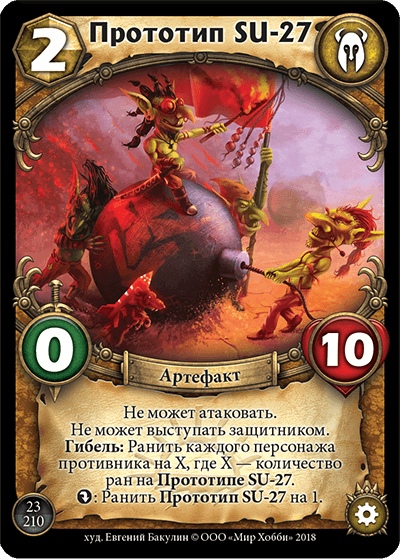 2
Прототип SU-27
0
10
Артефакт
Не может атаковать.
Не может выступать защитником.
Гибель: Ранить каждого персонажа
противника на X, где X — количество
ран на Прототипе SU-27.
: Ранить Прототип SU-27 на 1.
23
210
худ. Евгений Бакулин © ООО «Мир Хобби» 2018